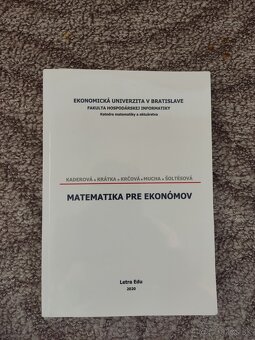 EKONOMICKÁ UNIVERZITA V BRATISLAVE
FAKULTA HOSPODÁRSKEJ INFORMATIKY
Katedra matematiky a aktuárstva
KADEROVÁ • KRÁTKA • KRČOVÁ • MUCHA • ŠOLTÉSOVÁ
MATEMATIKA PRE EKONÓMOV
Letra Edu
2020